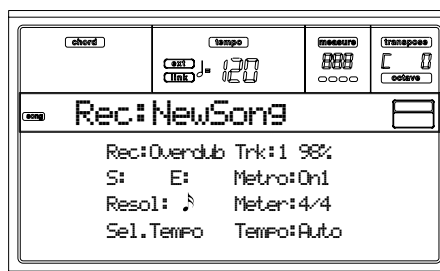 chord tempo measure transpose
ext
link = 120 888 C 0
octave
song Rec:NewSong
Rec:Overdub Trk:1 98%
S: E: Metro:On1
Resol: Meter:4/4
Sel.Tempo Tempo:Auto